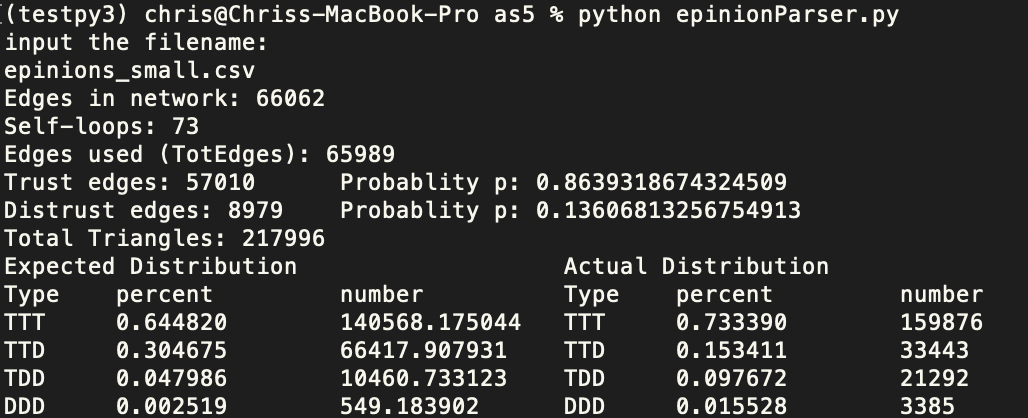 (testpy3) chris@Chriss-MacBook-Pro as5 % python epinionParser.py
input the filename:
epinions_small.csv
Edges in network: 66062
Self-loops: 73
Edges used (TotEdges): 65989
Trust edges: 57010      Probablity p: 0.8639318674324509
Distrust edges: 8979    Probablity p: 0.13606813256754913
Total Triangles: 217996
Expected Distribution                   Actual Distribution
Type    percent         number          Type    percent         number
TTT     0.644820        140568.175044   TTT     0.733390        159876
TTD     0.304675        66417.907931    TTD     0.153411        33443
TDD     0.047986        10460.733123    TDD     0.097672        21292
DDD     0.002519        549.183902      DDD     0.015528        3385